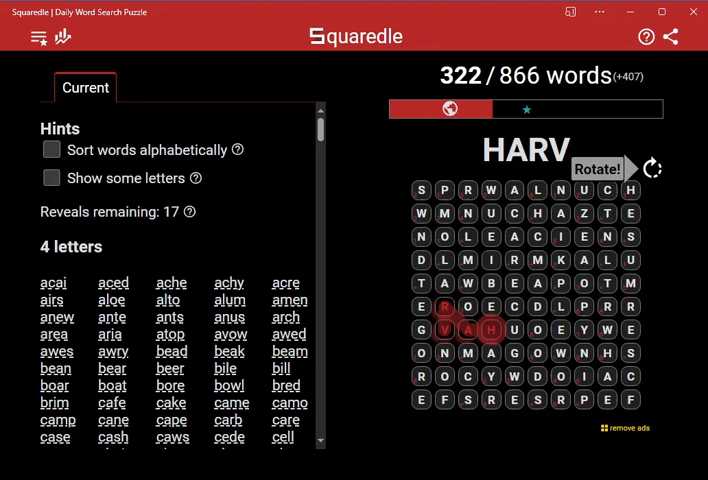 Squaredle | Daily Word Search Puzzle
Squaredle
Current
322 / 866 words (+407)
Hints
Sort words alphabetically
Show some letters
Reveals remaining: 17
4 letters
açai aced ache achy acre
airs aloe alto alum amen
anew ante ants anus arch
area aria atop avow awed
awes awry bead beak beam
bean bear beer bile bill
boar boat bore bowl bred
brim cafe cake came camo
camp cane cape carb care
case cash caws cede cell
HARV
Rotate!
S P R W A L N U C H
W M N U C H A Z T E
N O L E A C I E N S
D L M I R M K A L U
T A W B E A P O T M
E R O E C D L P R R
G V A H U O E Y W E
O N M A G O W N H S
R O C Y W D O I A C
E F S R E S R P E F
remove ads